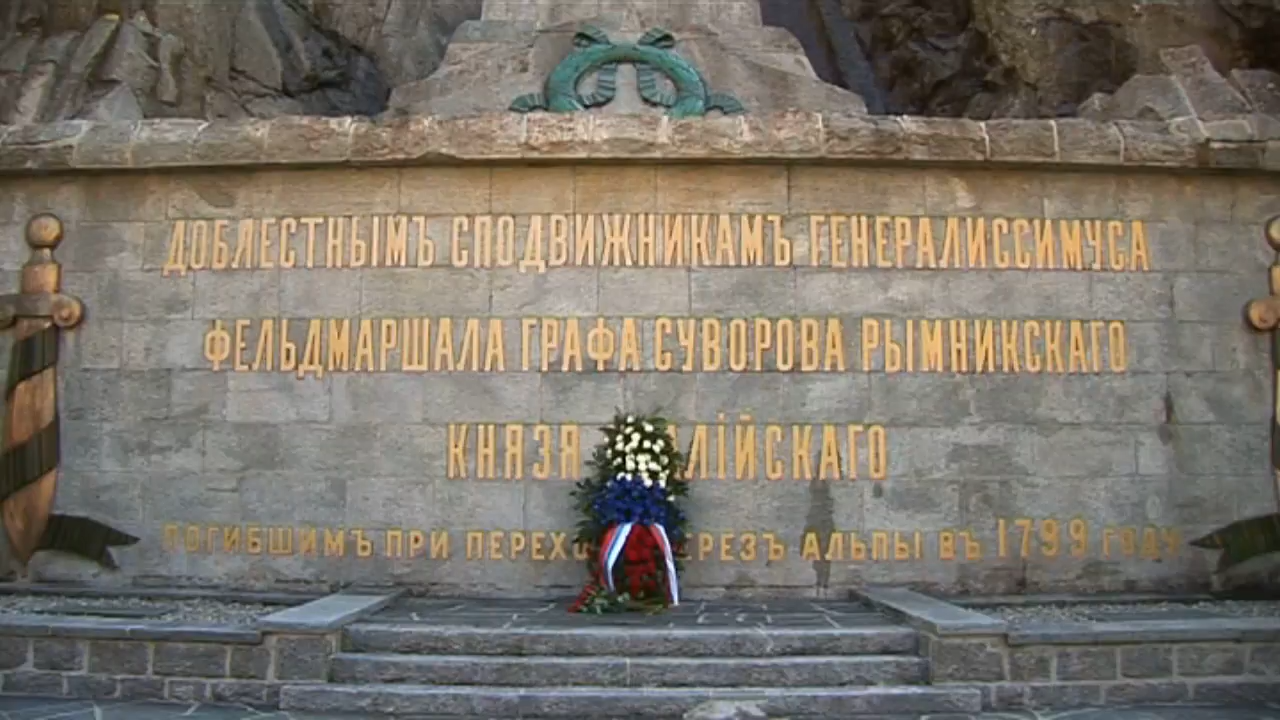 ДОБЛЕСТНЫМЪ СПОДВИЖНИКАМЪ ГЕНЕРАЛИССИМУСА
ФЕЛЬДМАРШАЛА ГРАФА СУВОРОВА РЫМНИКСКАГО
КНЯЗЯ
ПОГИБШИМЪ ПРИ АЛЬПЫ ВЪ 1799 ГОДУ